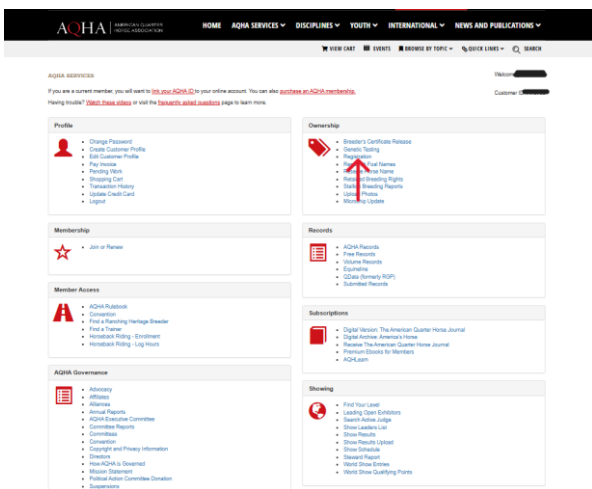 AQHA AMERICAN QUARTER HORSE ASSOCIATION
HOME AQHA SERVICES DISCIPLINES YOUTH INTERNATIONAL NEWS AND PUBLICATIONS
VIEW CART EVENTS BROWSE BY TOPIC QUICK LINKS SEARCH
AQHA SERVICES
Welcome
If you are a current member, you will want to link your AQHA ID to your online account. You can also purchase an AQHA membership.
Customer
Having trouble? Watch these videos or visit the frequently asked questions page to learn more.
Profile
Change Password
Create Customer Profile
Edit Customer Profile
Pay Invoice
Pending Work
Shopping Cart
Transaction History
Update Credit Card
Logout
Membership
Join or Renew
Member Access
AQHA Rulebook
Convention
Find a Ranching Heritage Breeder
Find a Trainer
Horseback Riding - Enrollment
Horseback Riding - Log Hours
AQHA Governance
Advocacy
Affiliates
Alliances
Annual Reports
AQHA Executive Committee
Committee Reports
Committees
Convention
Copyright and Privacy Information
Directors
How AQHA is Governed
Mission Statement
Political Action Committee Donation
Suspensions
Ownership
Breeder's Certificate Release
Genetic Testing
Registration
Foal Names
Horse Name
Breeding Rights
Breeding Reports
Upload Photos
Microchip Update
Records
AQHA Records
Free Records
Volume Records
Equineline
QData (formerly RGP)
Submitted Records
Subscriptions
Digital Version: The American Quarter Horse Journal
Digital Archive: America's Horse
Receive The American Quarter Horse Journal
Premium Ebooks for Members
AQHLearn
Showing
Find Your Level
Leading Open Exhibitors
Search Active Judge
Show Leaders List
Show Results
Show Results Upload
Show Schedule
Steward Report
World Show Entries
World Show Qualifying Points